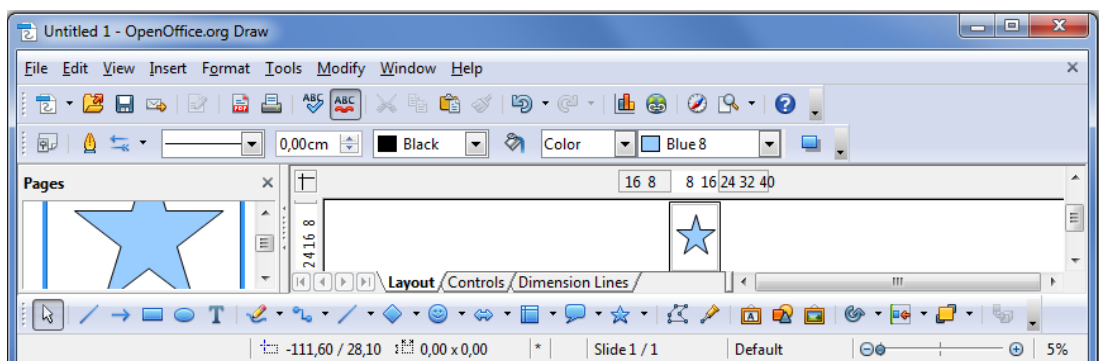 Untitled 1 - OpenOffice.org Draw
File Edit View Insert Format Tools Modify Window Help
ABC ABC
0,00cm Black Color Blue 8
Pages
16 8 8 16 24 32 40
24 16 8
Layout Controls Dimension Lines
T A
-111,60 / 28,10 0,00 x 0,00 * Slide 1 / 1 Default 5%